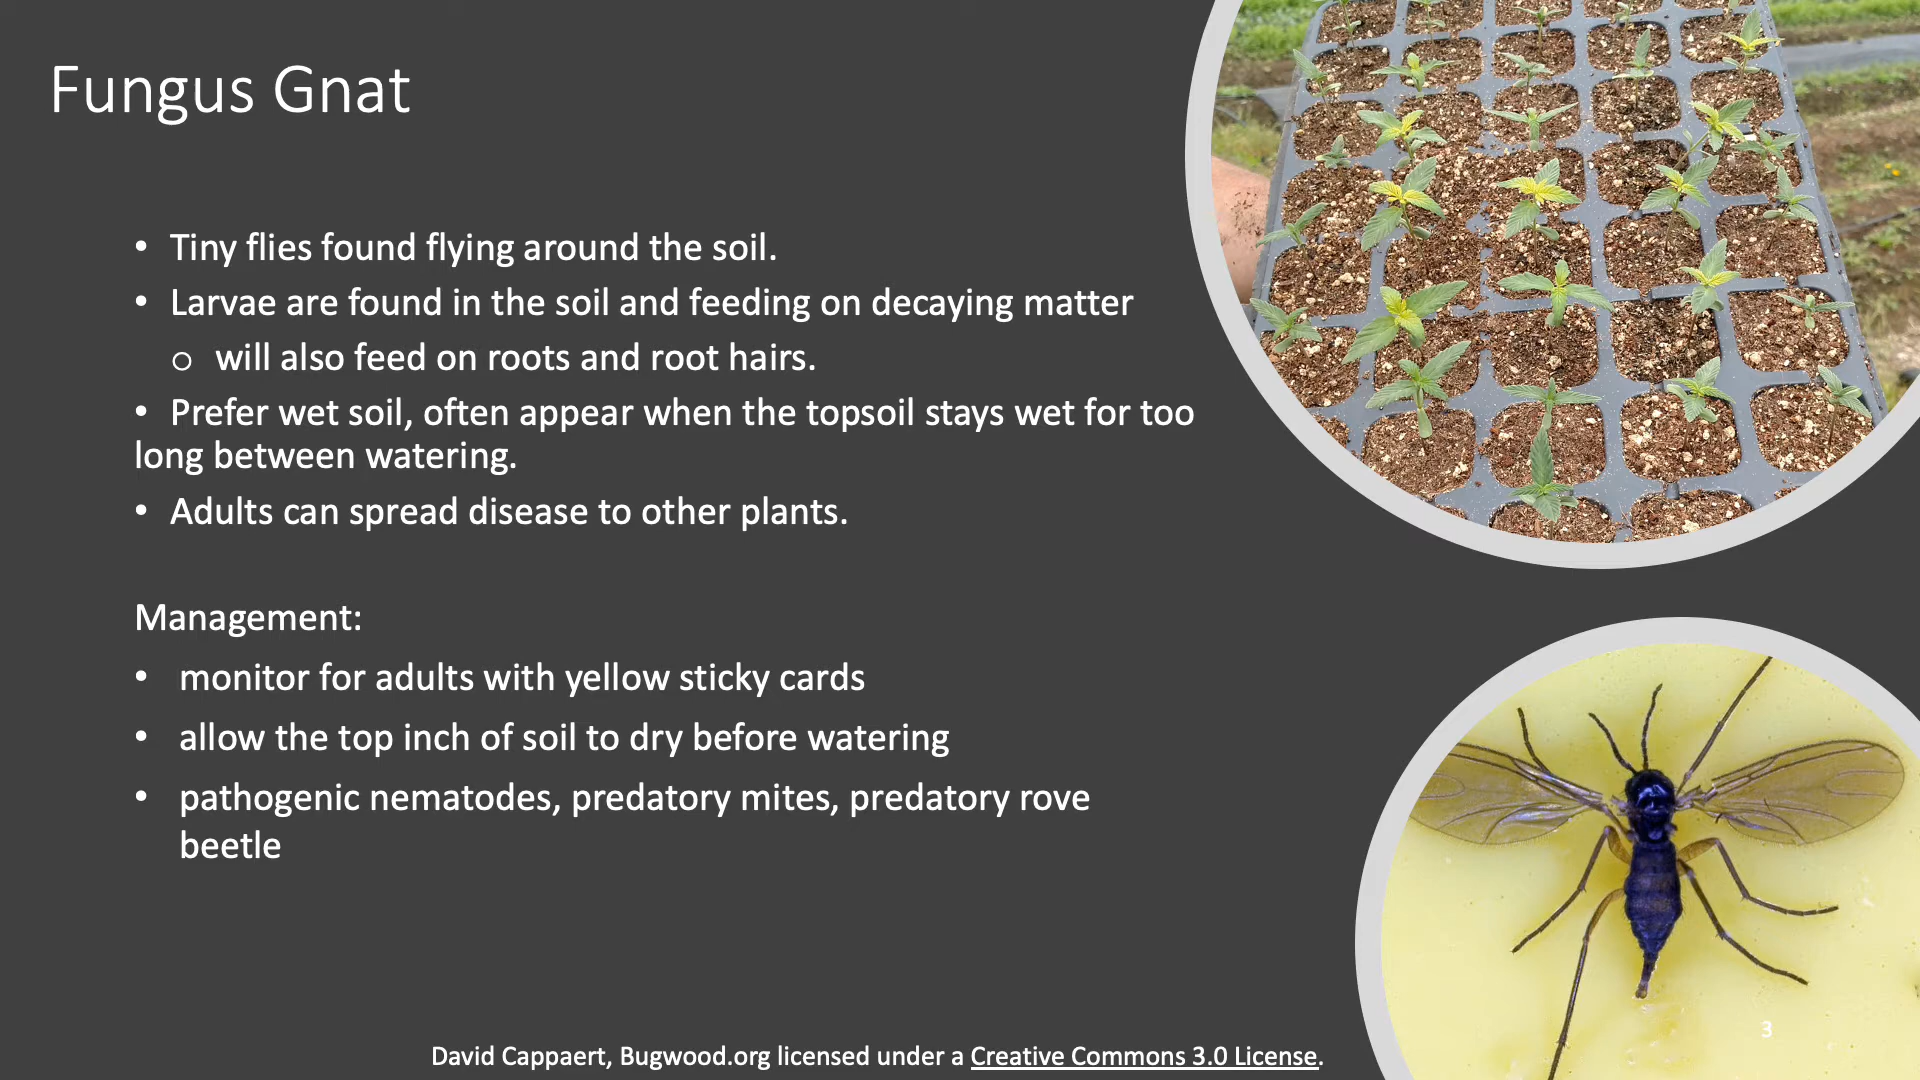 Fungus Gnat
• Tiny flies found flying around the soil.
• Larvae are found in the soil and feeding on decaying matter
o will also feed on roots and root hairs.
• Prefer wet soil, often appear when the topsoil stays wet for too
long between watering.
• Adults can spread disease to other plants.
Management:
• monitor for adults with yellow sticky cards
• allow the top inch of soil to dry before watering
• pathogenic nematodes, predatory mites, predatory rove
beetle
3
David Cappaert, Bugwood.org licensed under a Creative Commons 3.0 License.